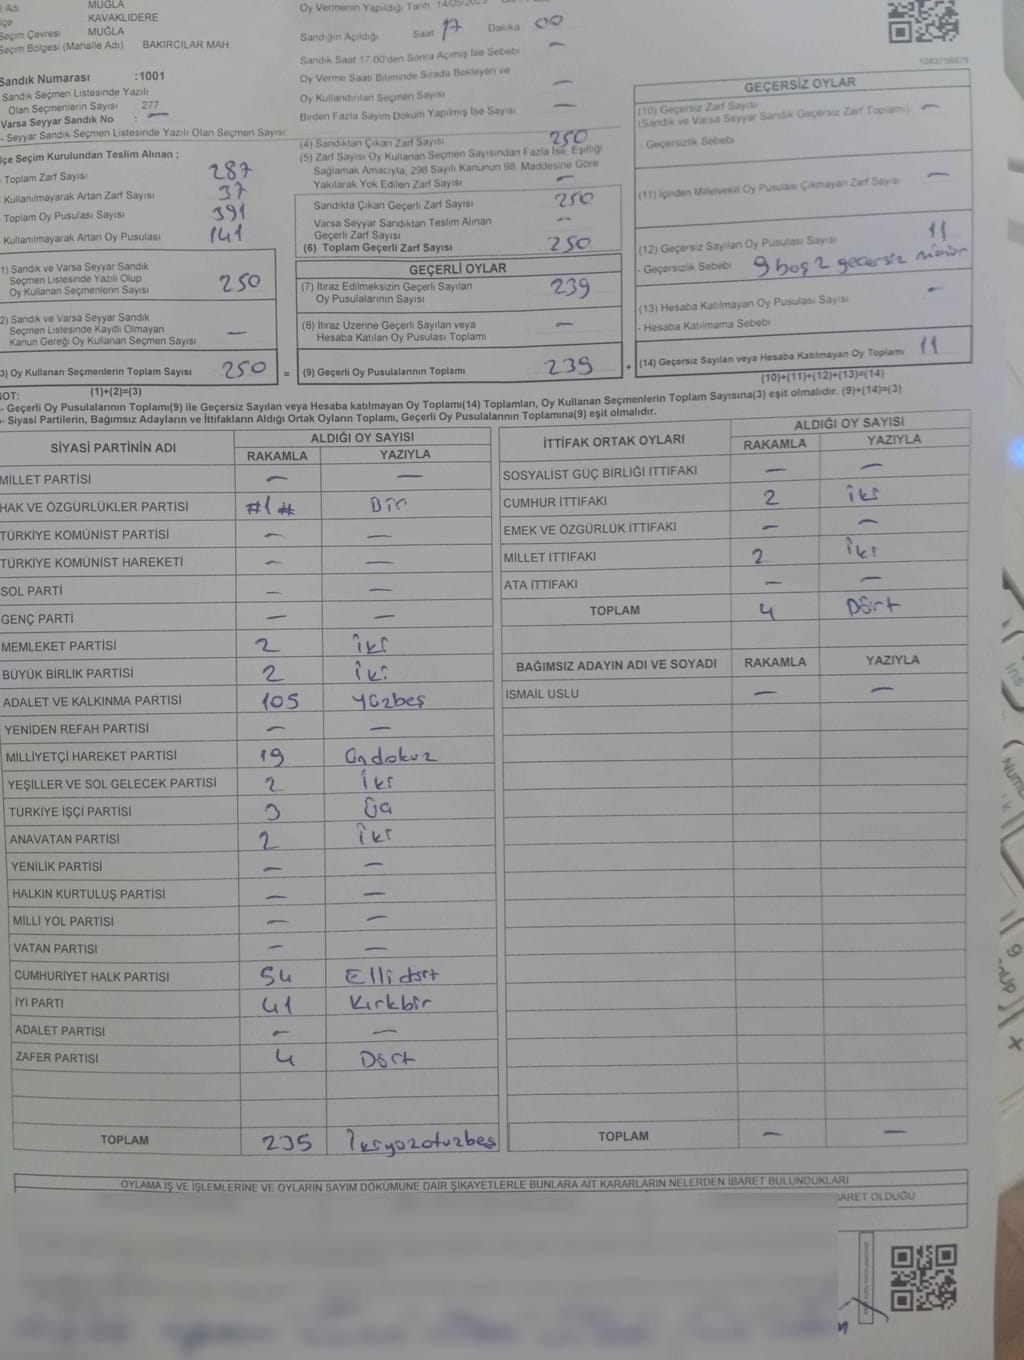 Adı MUĞLA
KAVAKLIDERE
Seçim Çevresi MUĞLA
Seçim Bölgesi (Mahalle Adı) BAKIRCILAR MAH
Sandık Numarası :1001
Sandık Seçmen Listesinde Yazılı
Olan Seçmenlerin Sayısı 277
Varsa Seyyar Sandık No : —
- Seyyar Sandık Seçmen Listesinde Yazılı Olan Seçmen Sayısı
İlçe Seçim Kurulundan Teslim Alınan ;
Toplam Zarf Sayısı 287
Kullanılmayarak Artan Zarf Sayısı 37
Toplam Oy Pusulası Sayısı 391
Kullanılmayarak Artan Oy Pusulası 141
1) Sandık ve Varsa Seyyar Sandık
Seçmen Listesinde Yazılı Olup
Oy Kullanan Seçmenlerin Sayısı 250
2) Sandık ve Varsa Seyyar Sandık
Seçmen Listesinde Kayıtlı Olmayan
Kanun Gereği Oy Kullanan Seçmen Sayısı —
3) Oy Kullanan Seçmenlerin Toplam Sayısı 250 =
(1)+(2)=(3)
Oy Vermenin Yapıldığı Tarih 14/05/2023
Sandığın Açıldığı Saat 17 Dakika 00
Sandık Saat 17.00'den Sonra Açılmış İse Sebebi —
Oy Verme Saati Bitiminde Sırada Bekleyen ve
Oy Kullandırılan Seçmen Sayısı —
Birden Fazla Sayım Döküm Yapılmış İse Sayısı —
(4) Sandıktan Çıkan Zarf Sayısı 250
(5) Zarf Sayısı Oy Kullanan Seçmen Sayısından Fazla İse, Eşitliği
Sağlamak Amacıyla, 298 Sayılı Kanunun 98. Maddesine Göre
Yakılarak Yok Edilen Zarf Sayısı —
Sandıkta Çıkan Geçerli Zarf Sayısı 250
Varsa Seyyar Sandıktan Teslim Alınan
Geçerli Zarf Sayısı —
(6) Toplam Geçerli Zarf Sayısı 250
GEÇERLİ OYLAR
(7) İtiraz Edilmeksizin Geçerli Sayılan
Oy Pusulalarının Sayısı 239
(8) İtiraz Üzerine Geçerli Sayılan veya
Hesaba Katılan Oy Pusulası Toplamı —
(9) Geçerli Oy Pusulalarının Toplamı 239 +
1083758875
GEÇERSİZ OYLAR
(10) Geçersiz Zarf Sayısı
(Sandık ve Varsa Seyyar Sandık Geçersiz Zarf Toplamı) —
- Geçersizlik Sebebi
(11) İçinden Milletvekili Oy Pusulası Çıkmayan Zarf Sayısı —
(12) Geçersiz Sayılan Oy Pusulası Sayısı 11
- Geçersizlik Sebebi 9 boş 2 geçersiz mühür
(13) Hesaba Katılmayan Oy Pusulası Sayısı —
- Hesaba Katılmama Sebebi
(14) Geçersiz Sayılan veya Hesaba Katılmayan Oy Toplamı 11
(10)+(11)+(12)+(13)=(14)
NOT:
- Geçerli Oy Pusulalarının Toplamı(9) ile Geçersiz Sayılan veya Hesaba katılmayan Oy Toplamı(14) Toplamları, Oy Kullanan Seçmenlerin Toplam Sayısına(3) eşit olmalıdır. (9)+(14)=(3)
- Siyasi Partilerin, Bağımsız Adayların ve İttifakların Aldığı Ortak Oyların Toplamı, Geçerli Oy Pusulalarının Toplamına(9) eşit olmalıdır.
SİYASİ PARTİNİN ADI ALDIĞI OY SAYISI
RAKAMLA YAZIYLA
MİLLET PARTİSİ — —
HAK VE ÖZGÜRLÜKLER PARTİSİ #1# Bir
TÜRKİYE KOMÜNİST PARTİSİ — —
TÜRKİYE KOMÜNİST HAREKETİ — —
SOL PARTİ — —
GENÇ PARTİ — —
MEMLEKET PARTİSİ 2 İki
BÜYÜK BİRLİK PARTİSİ 2 İki
ADALET VE KALKINMA PARTİSİ 105 Yüzbeş
YENİDEN REFAH PARTİSİ — —
MİLLİYETÇİ HAREKET PARTİSİ 19 Ondokuz
YEŞİLLER VE SOL GELECEK PARTİSİ 2 İki
TÜRKİYE İŞÇİ PARTİSİ 3 Üç
ANAVATAN PARTİSİ 2 İki
YENİLİK PARTİSİ — —
HALKIN KURTULUŞ PARTİSİ — —
MİLLİ YOL PARTİSİ — —
VATAN PARTİSİ — —
CUMHURİYET HALK PARTİSİ 54 Ellidört
İYİ PARTİ 41 Kırkbir
ADALET PARTİSİ — —
ZAFER PARTİSİ 4 Dört
TOPLAM 235 İkiyüzotuzbeş
İTTİFAK ORTAK OYLARI ALDIĞI OY SAYISI
RAKAMLA YAZIYLA
SOSYALİST GÜÇ BİRLİĞİ İTTİFAKI — —
CUMHUR İTTİFAKI 2 İki
EMEK VE ÖZGÜRLÜK İTTİFAKI — —
MİLLET İTTİFAKI 2 İki
ATA İTTİFAKI — —
TOPLAM 4 Dört
BAĞIMSIZ ADAYIN ADI VE SOYADI RAKAMLA YAZIYLA
İSMAİL USLU — —
TOPLAM — —
OYLAMA İŞ VE İŞLEMLERİNE VE OYLARIN SAYIM DÖKÜMÜNE DAİR ŞİKAYETLERLE BUNLARA AİT KARARLARIN NELERDEN İBARET BULUNDUKLARI
İBARET OLDUĞU
Ins
NumL
9
PgUp